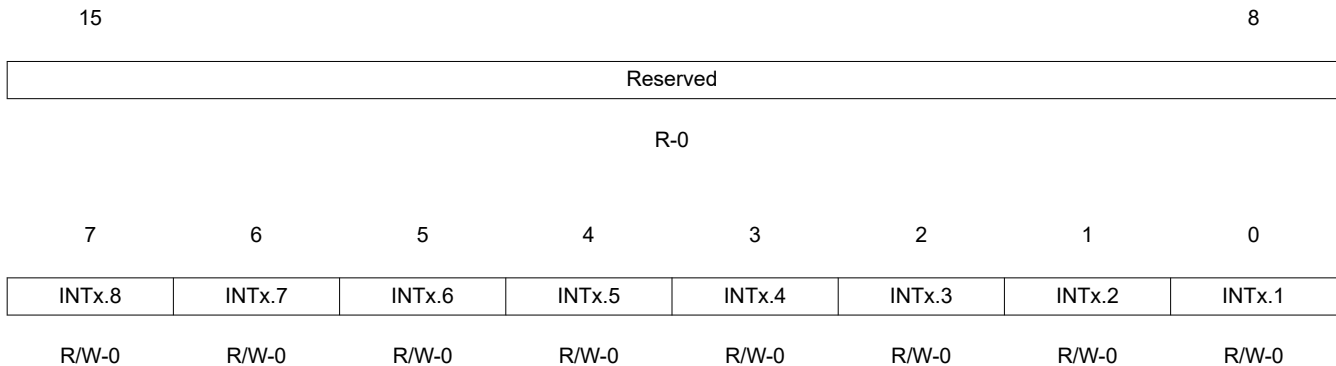 15 8
Reserved
R-0
7 6 5 4 3 2 1 0
INTx.8 INTx.7 INTx.6 INTx.5 INTx.4 INTx.3 INTx.2 INTx.1
R/W-0 R/W-0 R/W-0 R/W-0 R/W-0 R/W-0 R/W-0 R/W-0